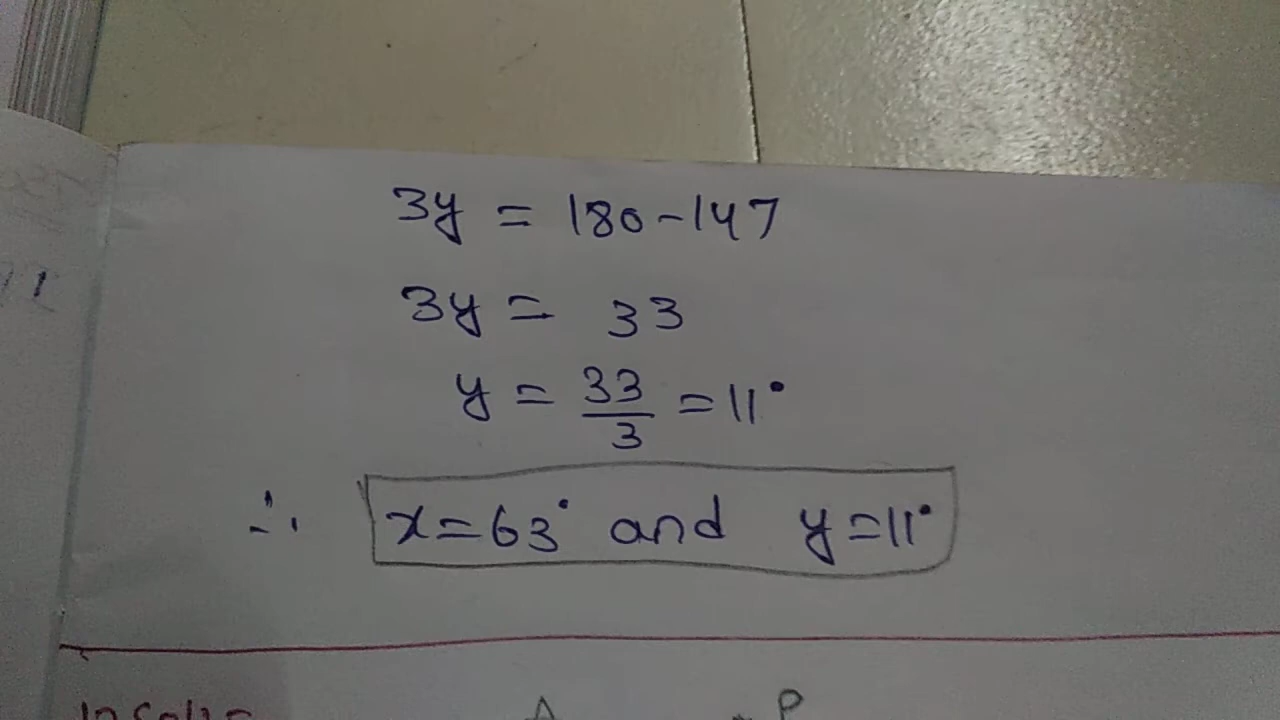 3y = 180-147
3y = 33
y = 33/3 = 11°
∴ x=63° and y=11°
A P